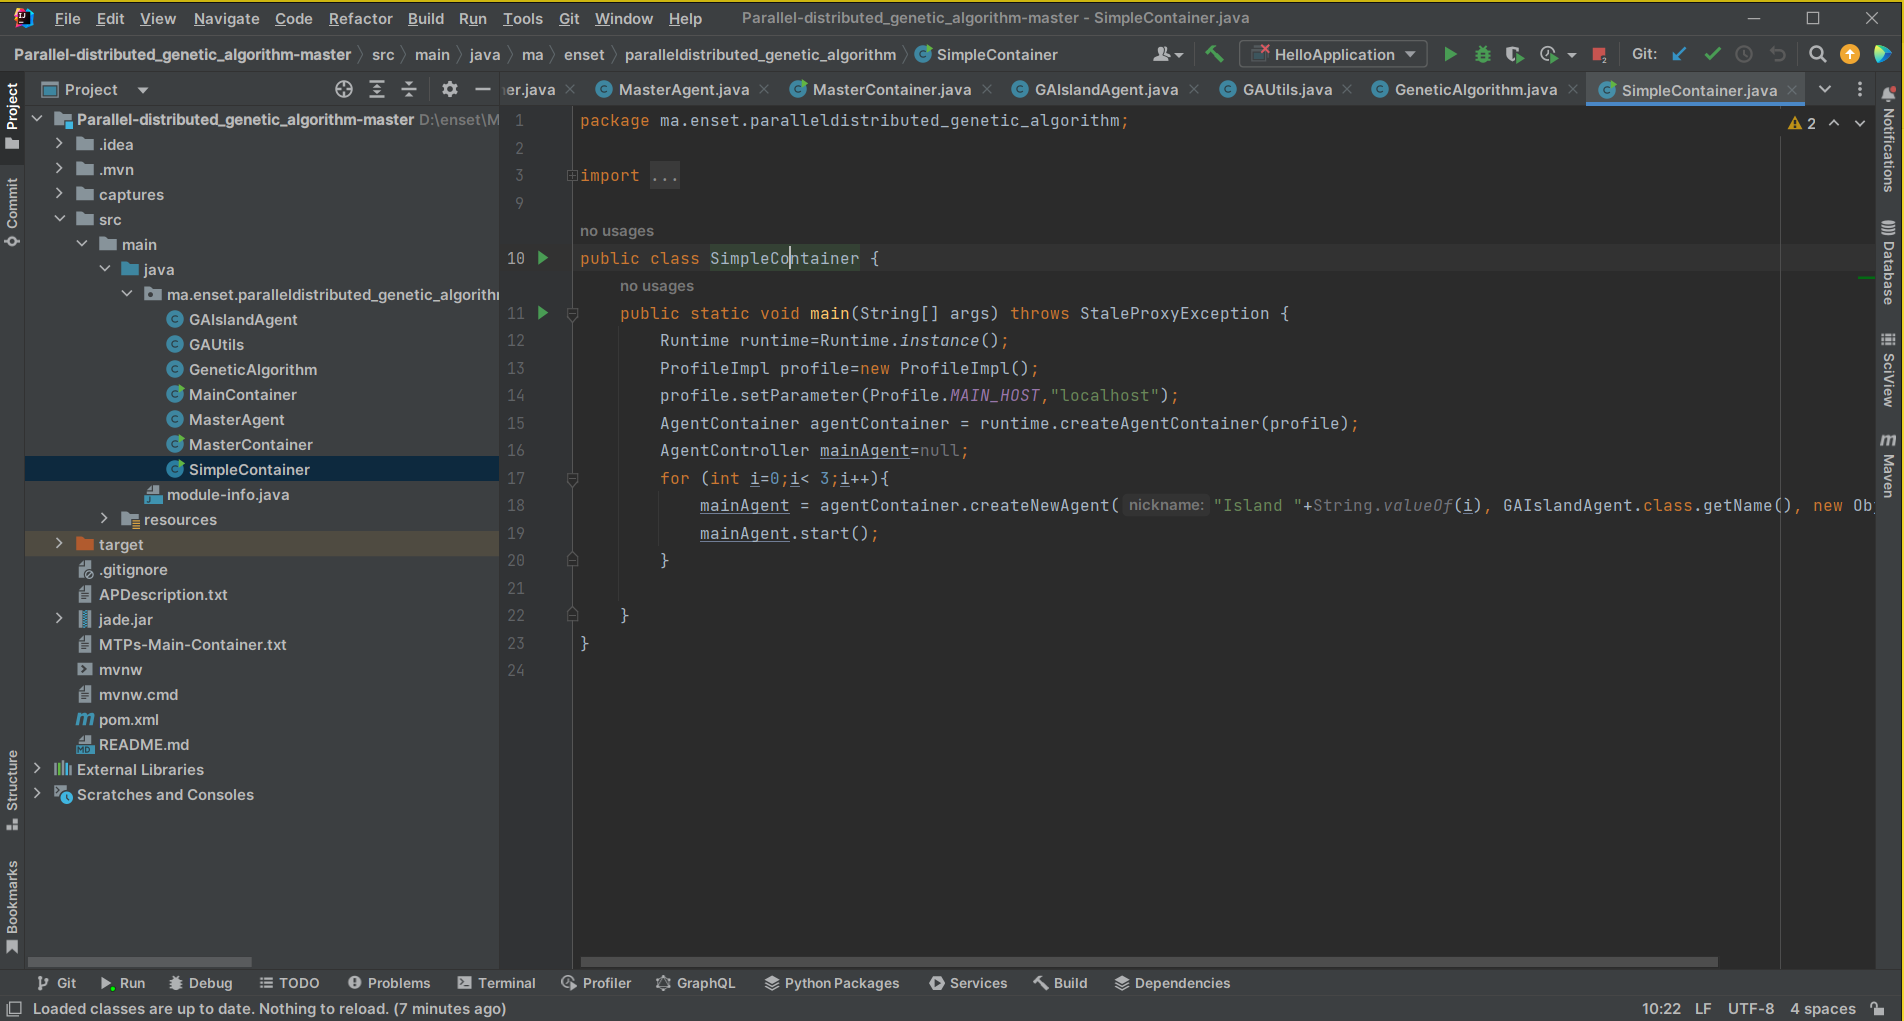 File Edit View Navigate Code Refactor Build Run Tools Git Window Help Parallel-distributed_genetic_algorithm-master - SimpleContainer.java
Parallel-distributed_genetic_algorithm-master src main java ma enset paralleldistributed_genetic_algorithm SimpleContainer HelloApplication Git:
Project
er.java MasterAgent.java MasterContainer.java GAIslandAgent.java GAUtils.java GeneticAlgorithm.java SimpleContainer.java
Project
Commit
Structure
Bookmarks
Parallel-distributed_genetic_algorithm-master D:\enset\M
.idea
.mvn
captures
src
main
java
ma.enset.paralleldistributed_genetic_algorith
GAIslandAgent
GAUtils
GeneticAlgorithm
MainContainer
MasterAgent
MasterContainer
SimpleContainer
module-info.java
resources
target
.gitignore
APDescription.txt
jade.jar
MTPs-Main-Container.txt
mvnw
mvnw.cmd
pom.xml
README.md
External Libraries
Scratches and Consoles
1 package ma.enset.paralleldistributed_genetic_algorithm;
2
3 import ...
9
no usages
10 public class SimpleContainer {
no usages
11 public static void main(String[] args) throws StaleProxyException {
12 Runtime runtime=Runtime.instance();
13 ProfileImpl profile=new ProfileImpl();
14 profile.setParameter(Profile.MAIN_HOST,"localhost");
15 AgentContainer agentContainer = runtime.createAgentContainer(profile);
16 AgentController mainAgent=null;
17 for (int i=0;i< 3;i++){
18 mainAgent = agentContainer.createNewAgent( nickname: "Island "+String.valueOf(i), GAIslandAgent.class.getName(), new Ob
19 mainAgent.start();
20 }
21
22 }
23 }
24
2
Notifications
Database
SciView
Maven
Git Run Debug TODO Problems Terminal Profiler GraphQL Python Packages Services Build Dependencies
Loaded classes are up to date. Nothing to reload. (7 minutes ago) 10:22 LF UTF-8 4 spaces